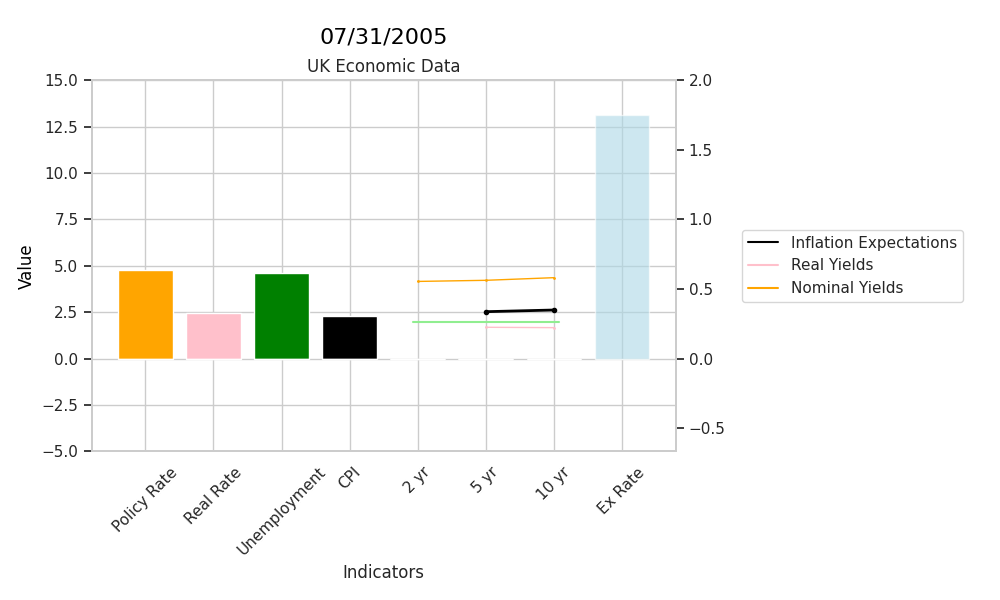 07/31/2005
UK Economic Data
15.0
12.5
10.0
7.5
5.0
2.5
0.0
−2.5
−5.0
Value
2.0
1.5
1.0
0.5
0.0
−0.5
Inflation Expectations
Real Yields
Nominal Yields
Policy Rate
Real Rate
Unemployment
CPI
2 yr
5 yr
10 yr
Ex Rate
Indicators